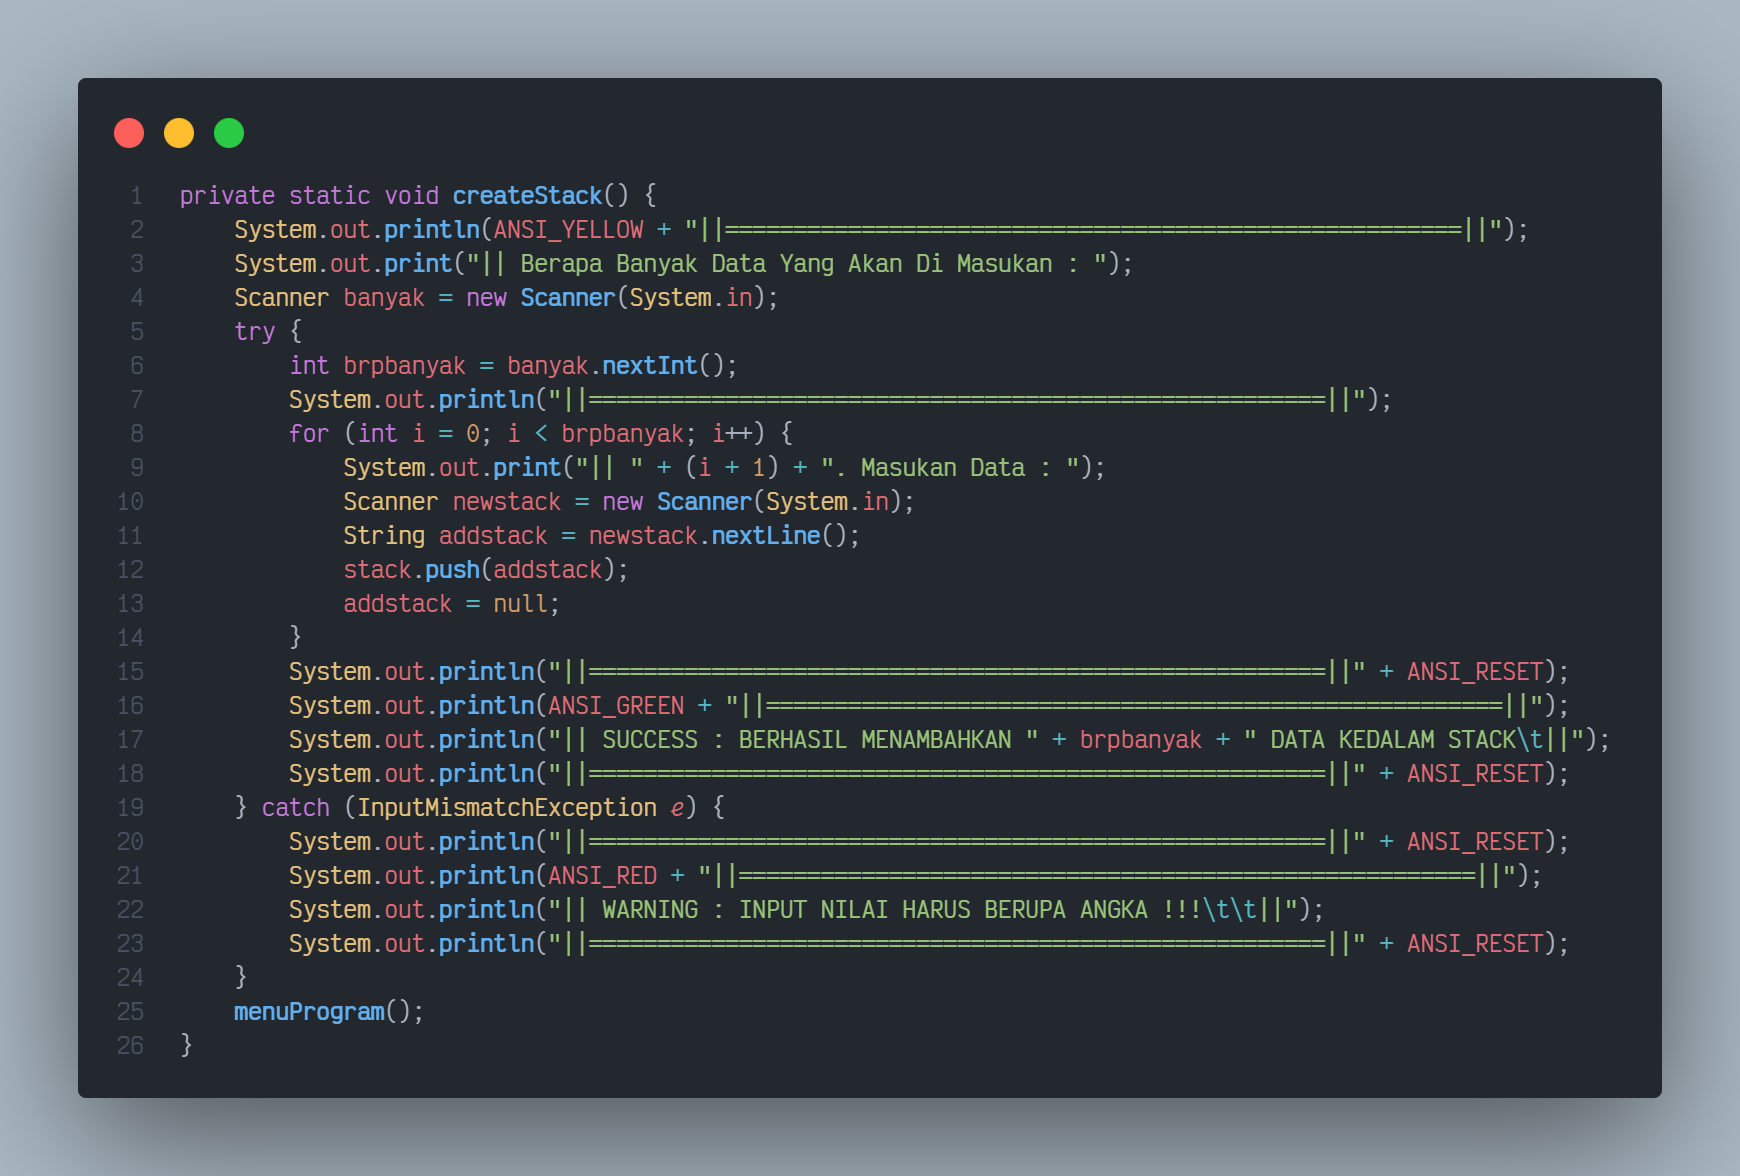 1 private static void createStack() {
2     System.out.println(ANSI_YELLOW + "||======================================================||");
3     System.out.print("|| Berapa Banyak Data Yang Akan Di Masukan : ");
4     Scanner banyak = new Scanner(System.in);
5     try {
6         int brpbanyak = banyak.nextInt();
7         System.out.println("||======================================================||");
8         for (int i = 0; i < brpbanyak; i++) {
9             System.out.print("|| " + (i + 1) + ". Masukan Data : ");
10             Scanner newstack = new Scanner(System.in);
11             String addstack = newstack.nextLine();
12             stack.push(addstack);
13             addstack = null;
14         }
15         System.out.println("||======================================================||" + ANSI_RESET);
16         System.out.println(ANSI_GREEN + "||======================================================||");
17         System.out.println("|| SUCCESS : BERHASIL MENAMBAHKAN " + brpbanyak + " DATA KEDALAM STACK\t||");
18         System.out.println("||======================================================||" + ANSI_RESET);
19     } catch (InputMismatchException e) {
20         System.out.println("||======================================================||" + ANSI_RESET);
21         System.out.println(ANSI_RED + "||======================================================||");
22         System.out.println("|| WARNING : INPUT NILAI HARUS BERUPA ANGKA !!!\t\t||");
23         System.out.println("||======================================================||" + ANSI_RESET);
24     }
25     menuProgram();
26 }